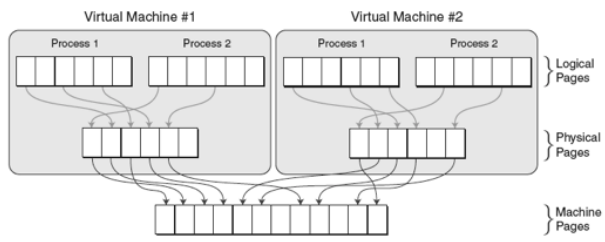 Virtual Machine #1
Virtual Machine #2
Process 1
Process 2
Process 1
Process 2
Logical
Pages
Physical
Pages
Machine
Pages